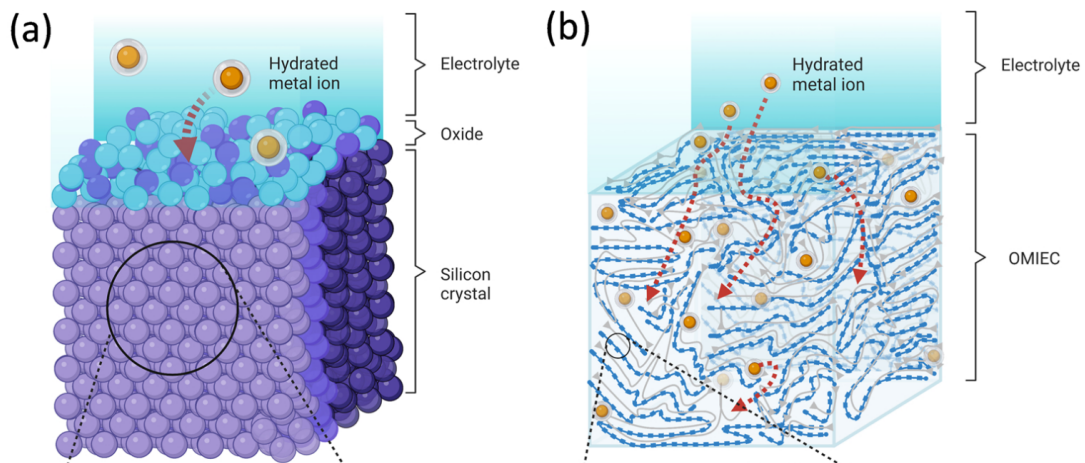 (a)
Hydrated
metal ion
Electrolyte
Oxide
Silicon
crystal
(b)
Hydrated
metal ion
Electrolyte
OMIEC